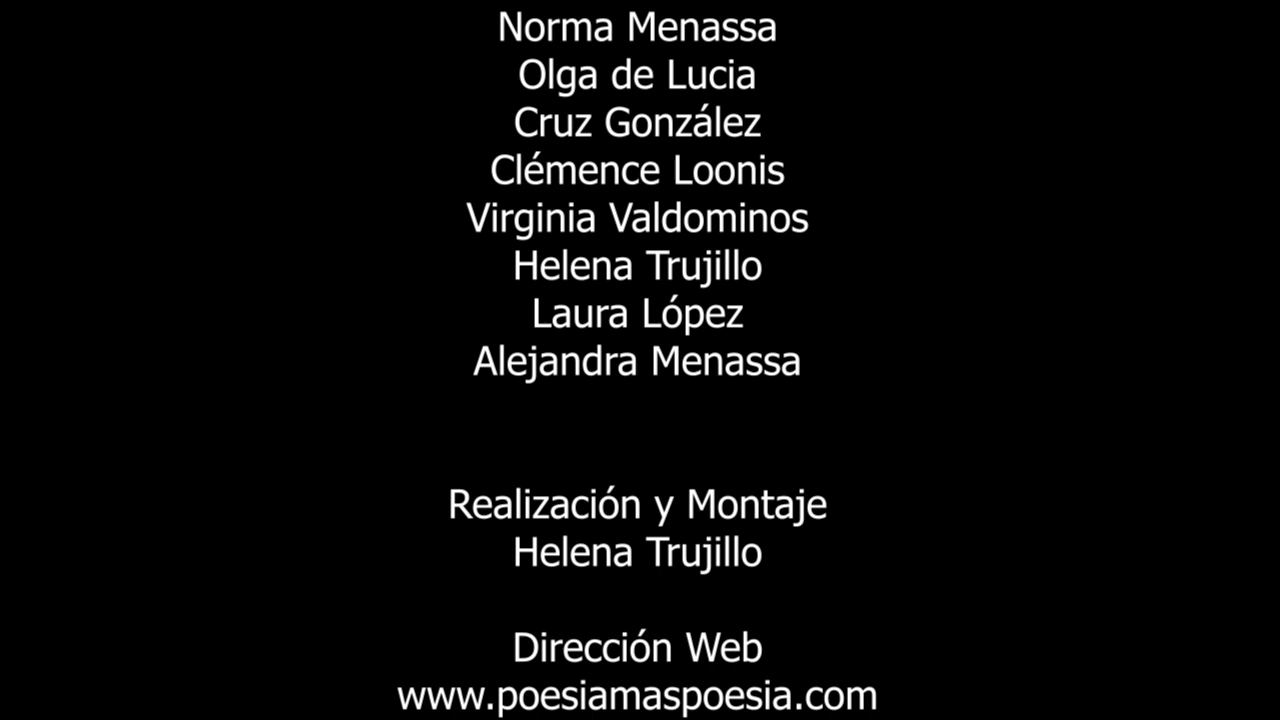 Norma Menassa
Olga de Lucia
Cruz González
Clémence Loonis
Virginia Valdominos
Helena Trujillo
Laura López
Alejandra Menassa
Realización y Montaje
Helena Trujillo
Dirección Web
www.poesiamaspoesia.com